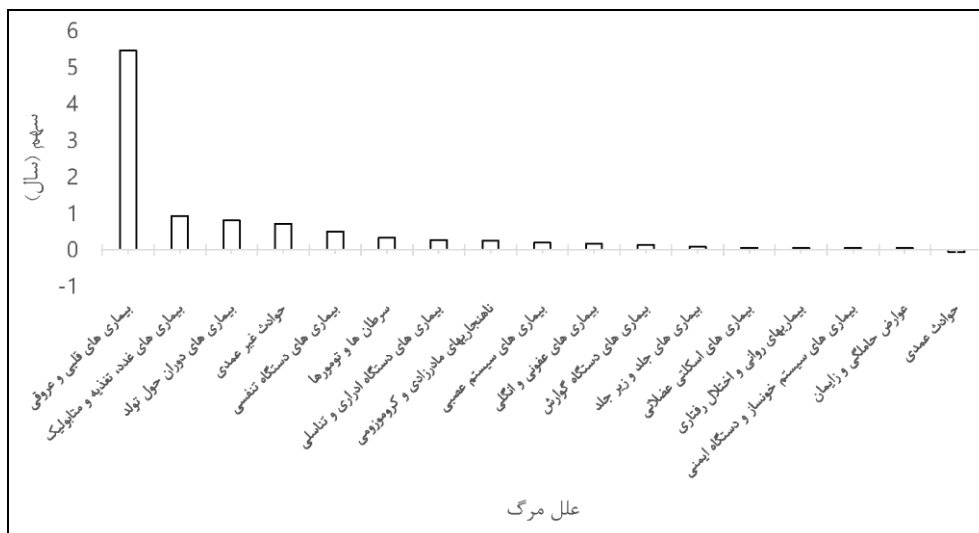 6
5
4
3
2
1
0
-1
سهم (سال)
بیماری های قلبی و عروقی
بیماری های غدد، تغذیه و متابولیک
بیماری های دوران حول تولد
حوادث غیر عمدی
بیماری های دستگاه تنفسی
سرطان ها و تومورها
بیماری های دستگاه ادراری و تناسلی
ناهنجاریهای مادرزادی و کروموزومی
بیماری های سیستم عصبی
بیماری های عفونی و انگلی
بیماری های دستگاه گوارش
بیماری های جلد و زیر جلد
بیماری های اسکلتی عضلانی
بیماریهای روانی و اختلال رفتاری
بیماری های سیستم خونساز و دستگاه ایمنی
عوارض حاملگی و زایمان
حوادث عمدی
علل مرگ